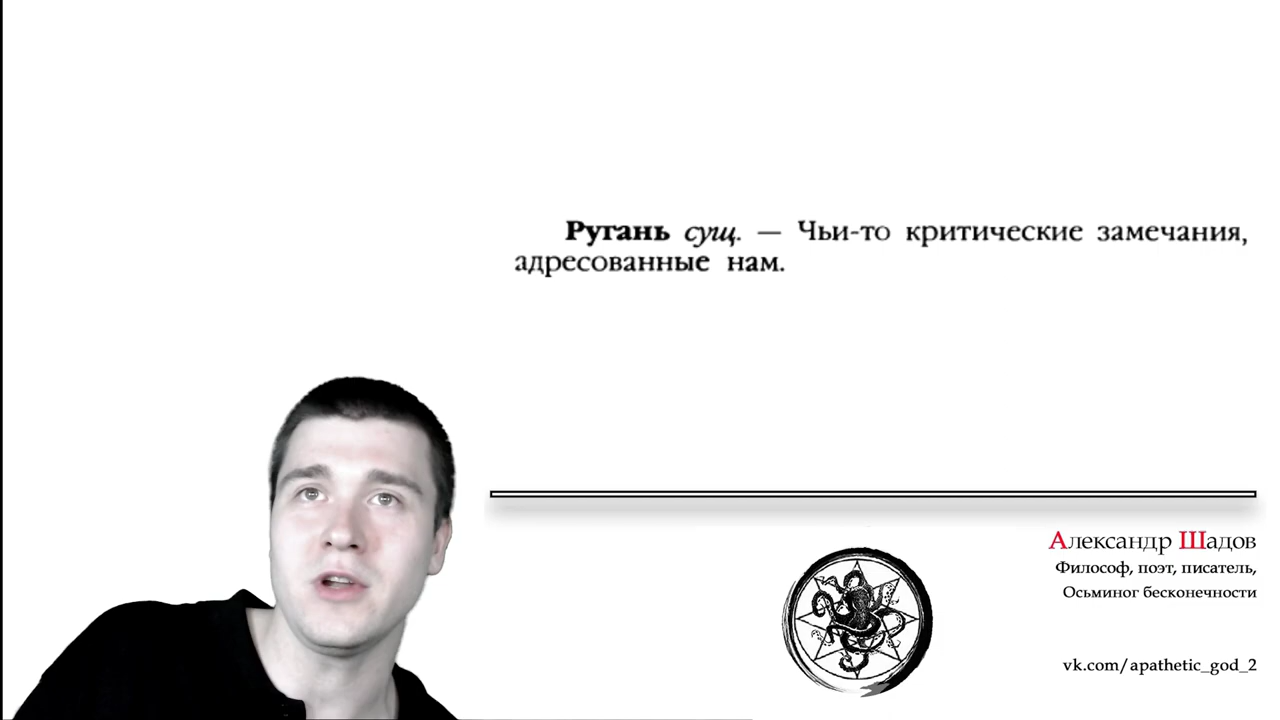 Ругань сущ. — Чьи-то критические замечания,
адресованные нам.
Александр Шадов
Философ, поэт, писатель,
Осьминог бесконечности
vk.com/apathetic_god_2